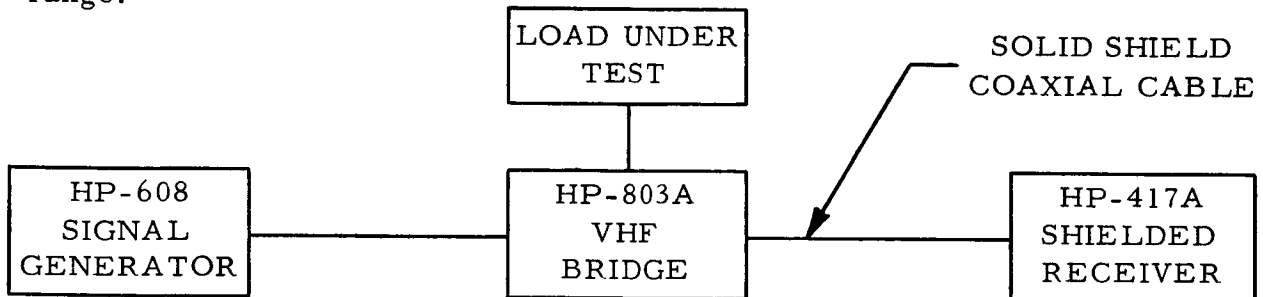 range.
LOAD UNDER
TEST
SOLID SHIELD
COAXIAL CABLE
HP-608
SIGNAL
GENERATOR
HP-803A
VHF
BRIDGE
HP-417A
SHIELDED
RECEIVER